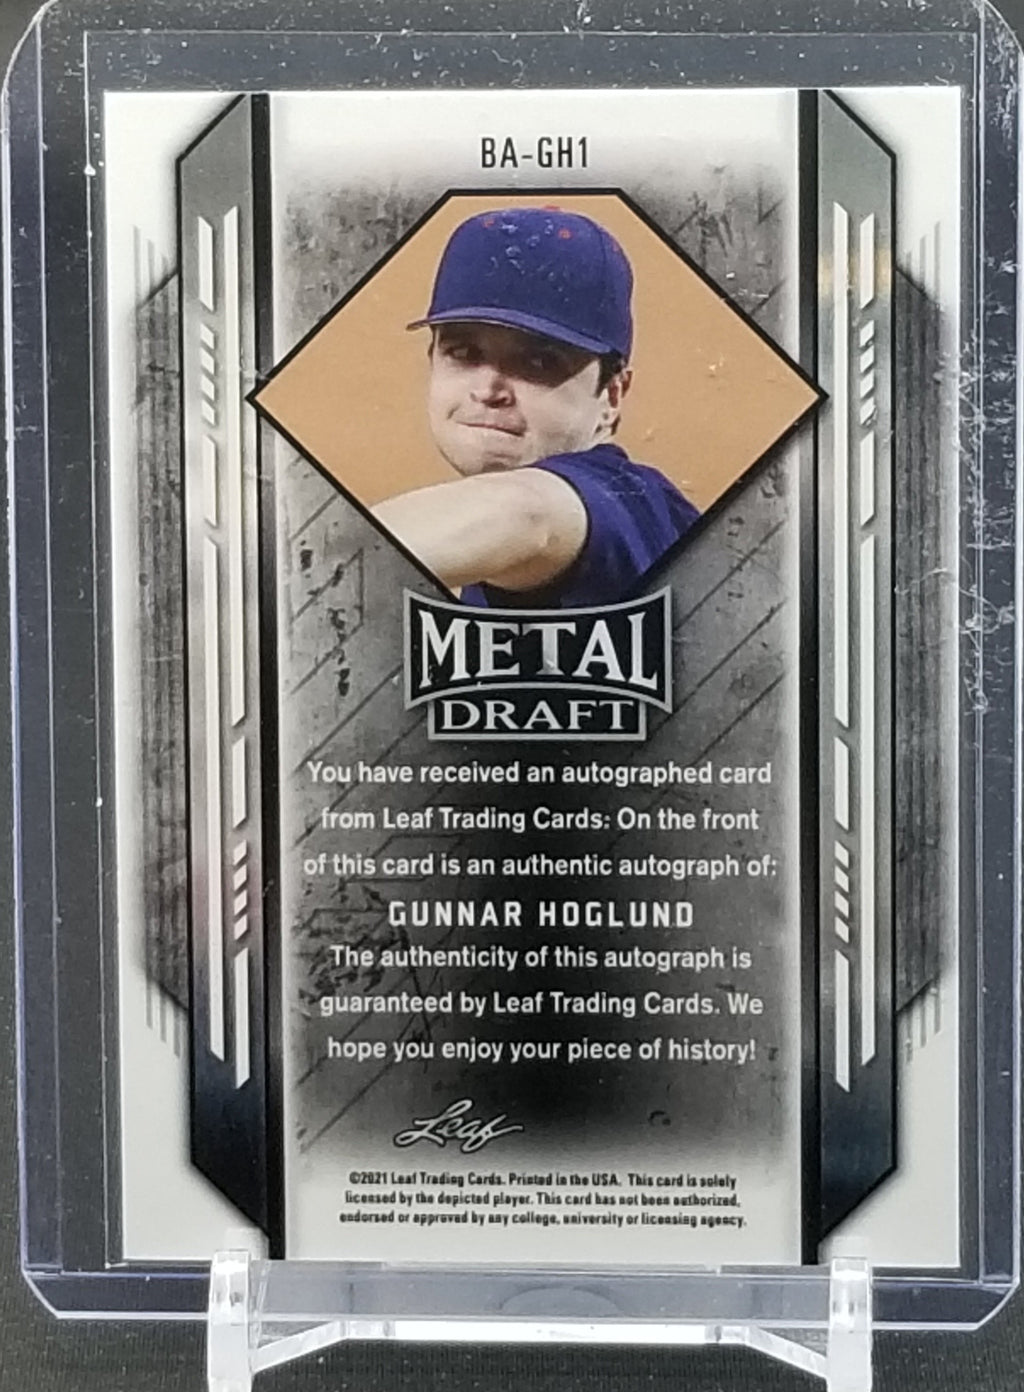 BA-GH1
METAL
DRAFT
You have received an autographed card
from Leaf Trading Cards: On the front
of this card is an authentic autograph of:
GUNNAR HOGLUND
The authenticity of this autograph is
guaranteed by Leaf Trading Cards. We
hope you enjoy your piece of history!
Leaf
©2021 Leaf Trading Cards. Printed in the USA. This card is solely
licensed by the depicted player. This card has not been authorized,
endorsed or approved by any college, university or licensing agency.